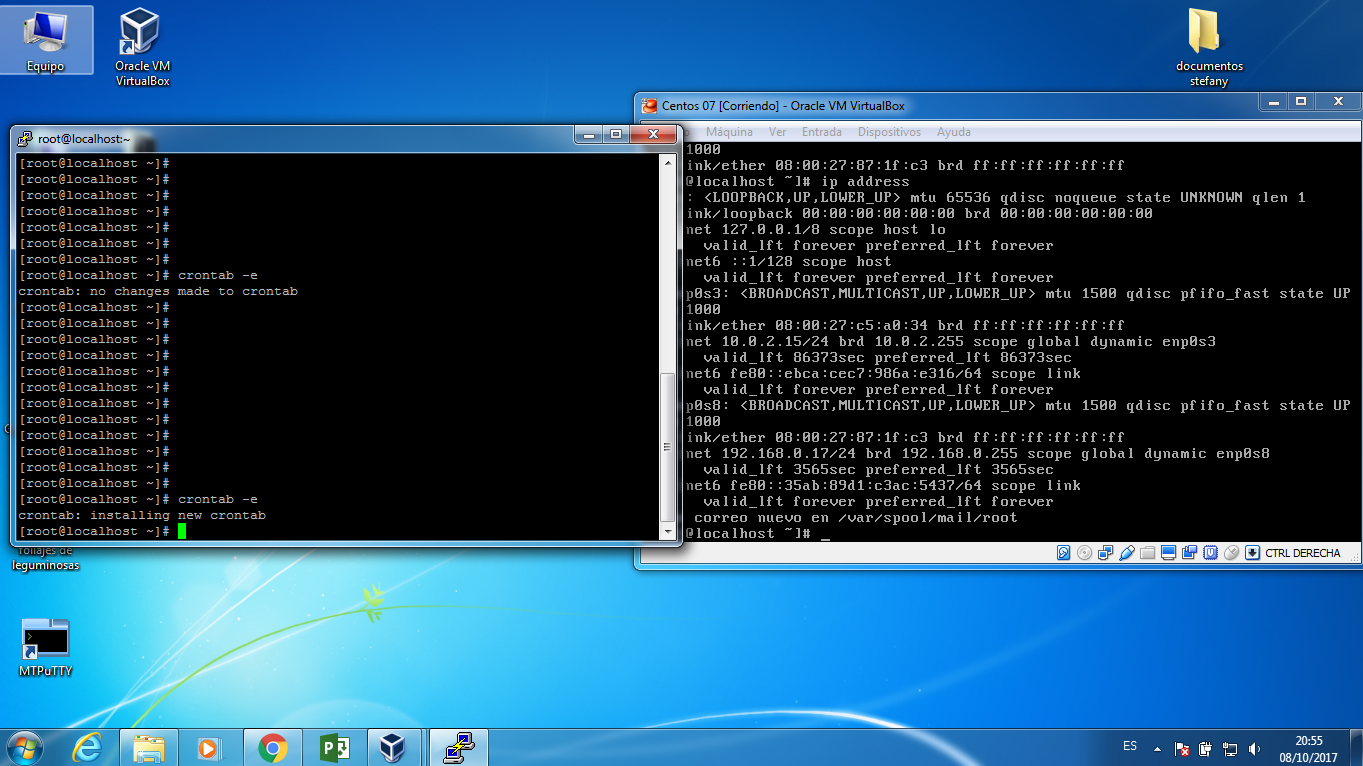 Equipo
Oracle VM
VirtualBox
documentos
stefany
root@localhost:~
[root@localhost ~]#
[root@localhost ~]#
[root@localhost ~]#
[root@localhost ~]#
[root@localhost ~]#
[root@localhost ~]#
[root@localhost ~]#
[root@localhost ~]# crontab -e
crontab: no changes made to crontab
[root@localhost ~]#
[root@localhost ~]#
[root@localhost ~]#
[root@localhost ~]#
[root@localhost ~]#
[root@localhost ~]#
[root@localhost ~]#
[root@localhost ~]#
[root@localhost ~]#
[root@localhost ~]#
[root@localhost ~]#
[root@localhost ~]#
[root@localhost ~]# crontab -e
crontab: installing new crontab
[root@localhost ~]#
Centos 07 [Corriendo] - Oracle VM VirtualBox
Máquina Ver Entrada Dispositivos Ayuda
1000
ink/ether 08:00:27:87:1f:c3 brd ff:ff:ff:ff:ff:ff
@localhost ~]# ip address
: <LOOPBACK,UP,LOWER_UP> mtu 65536 qdisc noqueue state UNKNOWN qlen 1
ink/loopback 00:00:00:00:00:00 brd 00:00:00:00:00:00
net 127.0.0.1/8 scope host lo
valid_lft forever preferred_lft forever
net6 ::1/128 scope host
valid_lft forever preferred_lft forever
p0s3: <BROADCAST,MULTICAST,UP,LOWER_UP> mtu 1500 qdisc pfifo_fast state UP
1000
ink/ether 08:00:27:c5:a0:34 brd ff:ff:ff:ff:ff:ff
net 10.0.2.15/24 brd 10.0.2.255 scope global dynamic enp0s3
valid_lft 86373sec preferred_lft 86373sec
net6 fe80::ebca:cec7:986a:e316/64 scope link
valid_lft forever preferred_lft forever
p0s8: <BROADCAST,MULTICAST,UP,LOWER_UP> mtu 1500 qdisc pfifo_fast state UP
1000
ink/ether 08:00:27:87:1f:c3 brd ff:ff:ff:ff:ff:ff
net 192.168.0.17/24 brd 192.168.0.255 scope global dynamic enp0s8
valid_lft 3565sec preferred_lft 3565sec
net6 fe80::35ab:89d1:c3ac:5437/64 scope link
valid_lft forever preferred_lft forever
correo nuevo en /var/spool/mail/root
@localhost ~]# _
CTRL DERECHA
follajes de
leguminosas
MTPuTTY
ES
20:55
08/10/2017